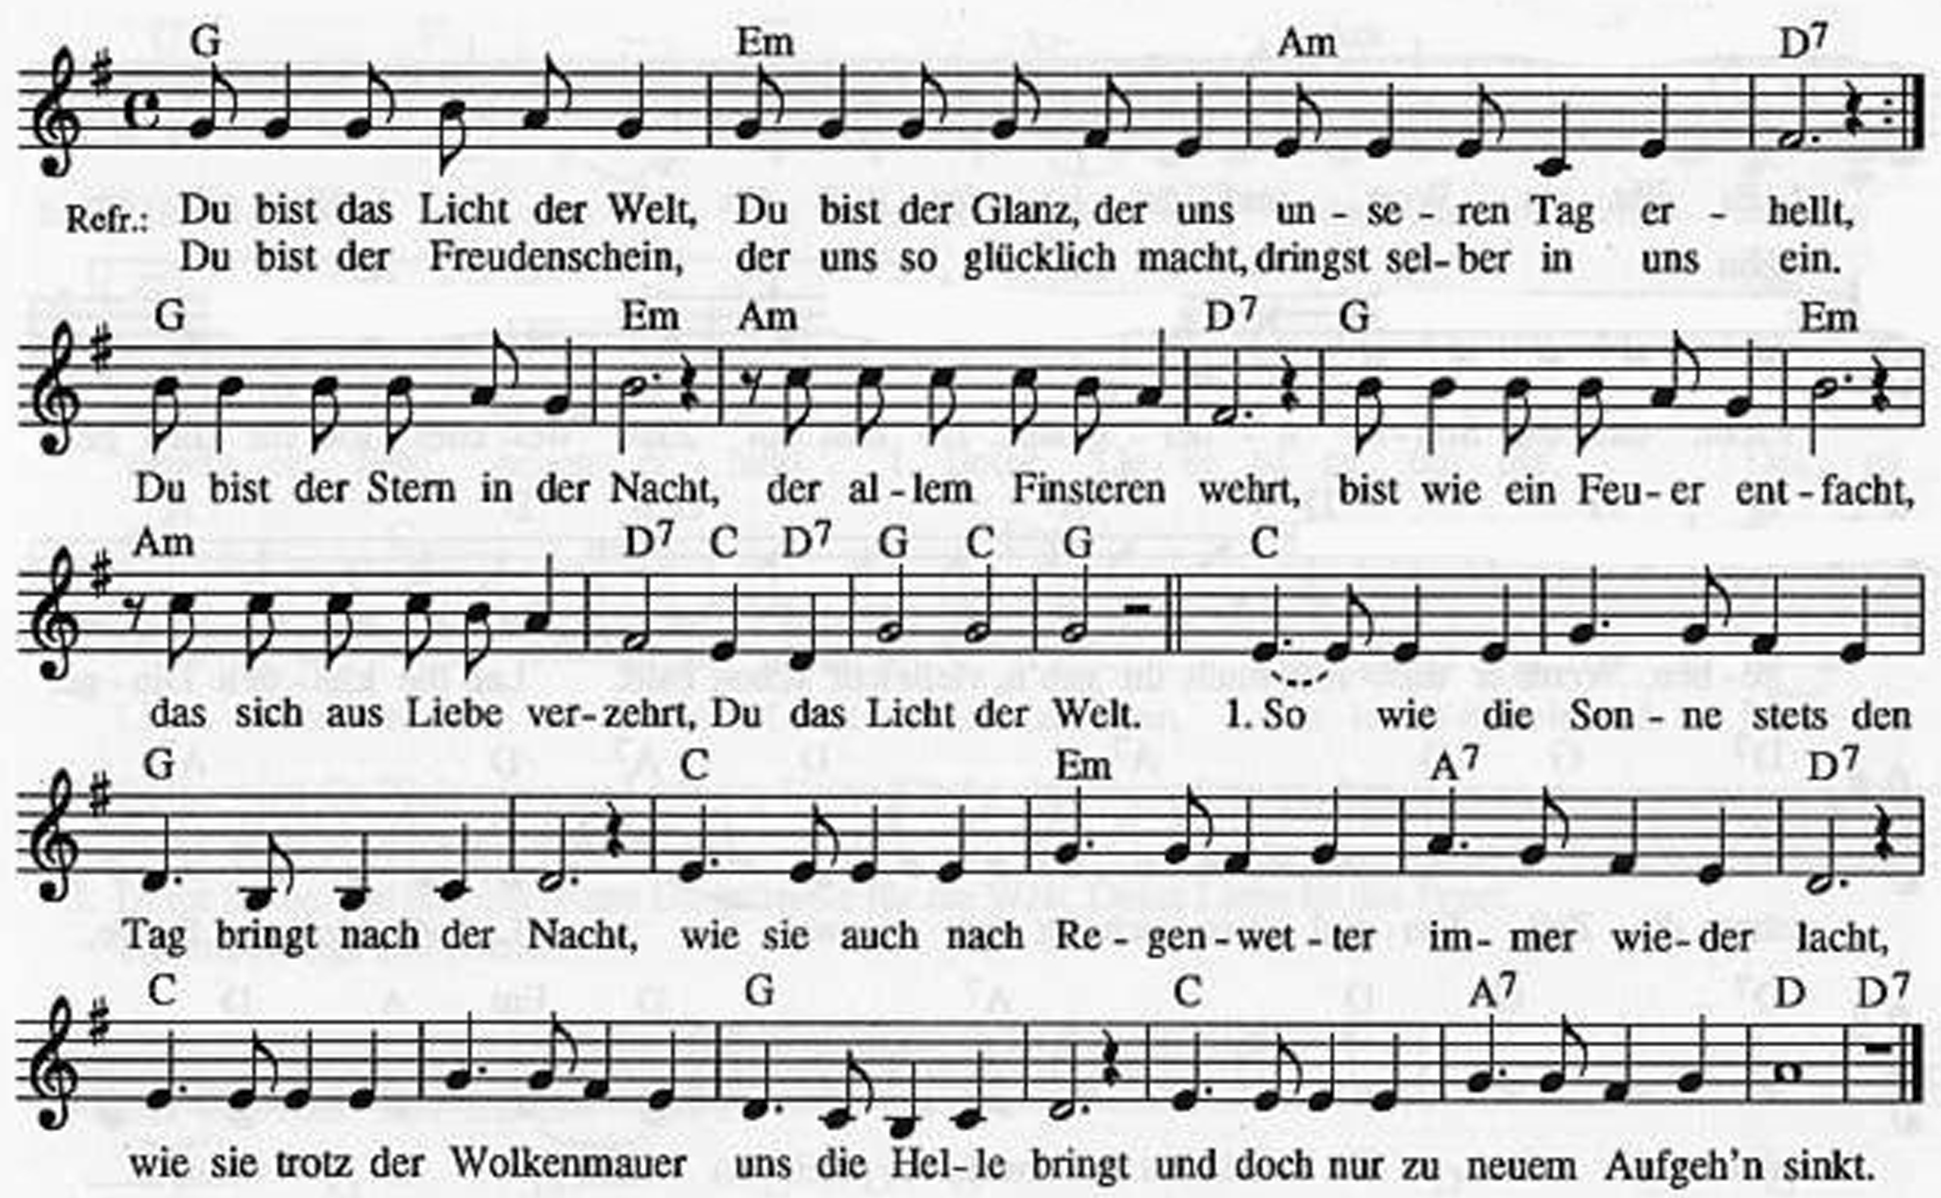 G Em Am D7
Refr.: Du bist das Licht der Welt, Du bist der Glanz, der uns un - se - ren Tag er - hellt,
Du bist der Freudenschein, der uns so glücklich macht, dringst sel-ber in uns ein.
G Em Am D7 G Em
Du bist der Stern in der Nacht, der al-lem Finsteren wehrt, bist wie ein Feu-er ent-facht,
Am D7 C D7 G C G C
das sich aus Liebe ver-zehrt, Du das Licht der Welt. 1. So wie die Son - ne stets den
G C Em A7 D7
Tag bringt nach der Nacht, wie sie auch nach Re - gen-wet-ter im- mer wie-der lacht,
C G C A7 D D7
wie sie trotz der Wolkenmauer uns die Hel-le bringt und doch nur zu neuem Aufgeh'n sinkt.